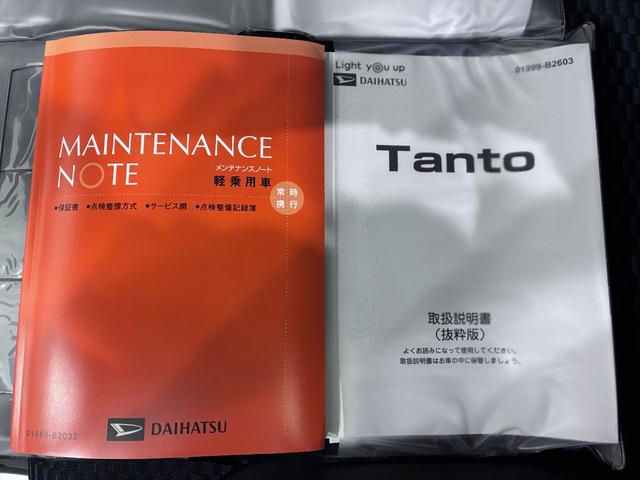 MAINTENANCE
NOTE
メンテナンスノート
軽乗用車
常時
携行
•保証書 •点検整備方式 •サービス網 •点検整備記録簿
01989-B2032
DAIHATSU
Light you up
DAIHATSU
01999-B2603
Tanto
取扱説明書
（抜粋版）
よくお読みになって使用してください。
取扱説明書はお車の中に保管しましょう。